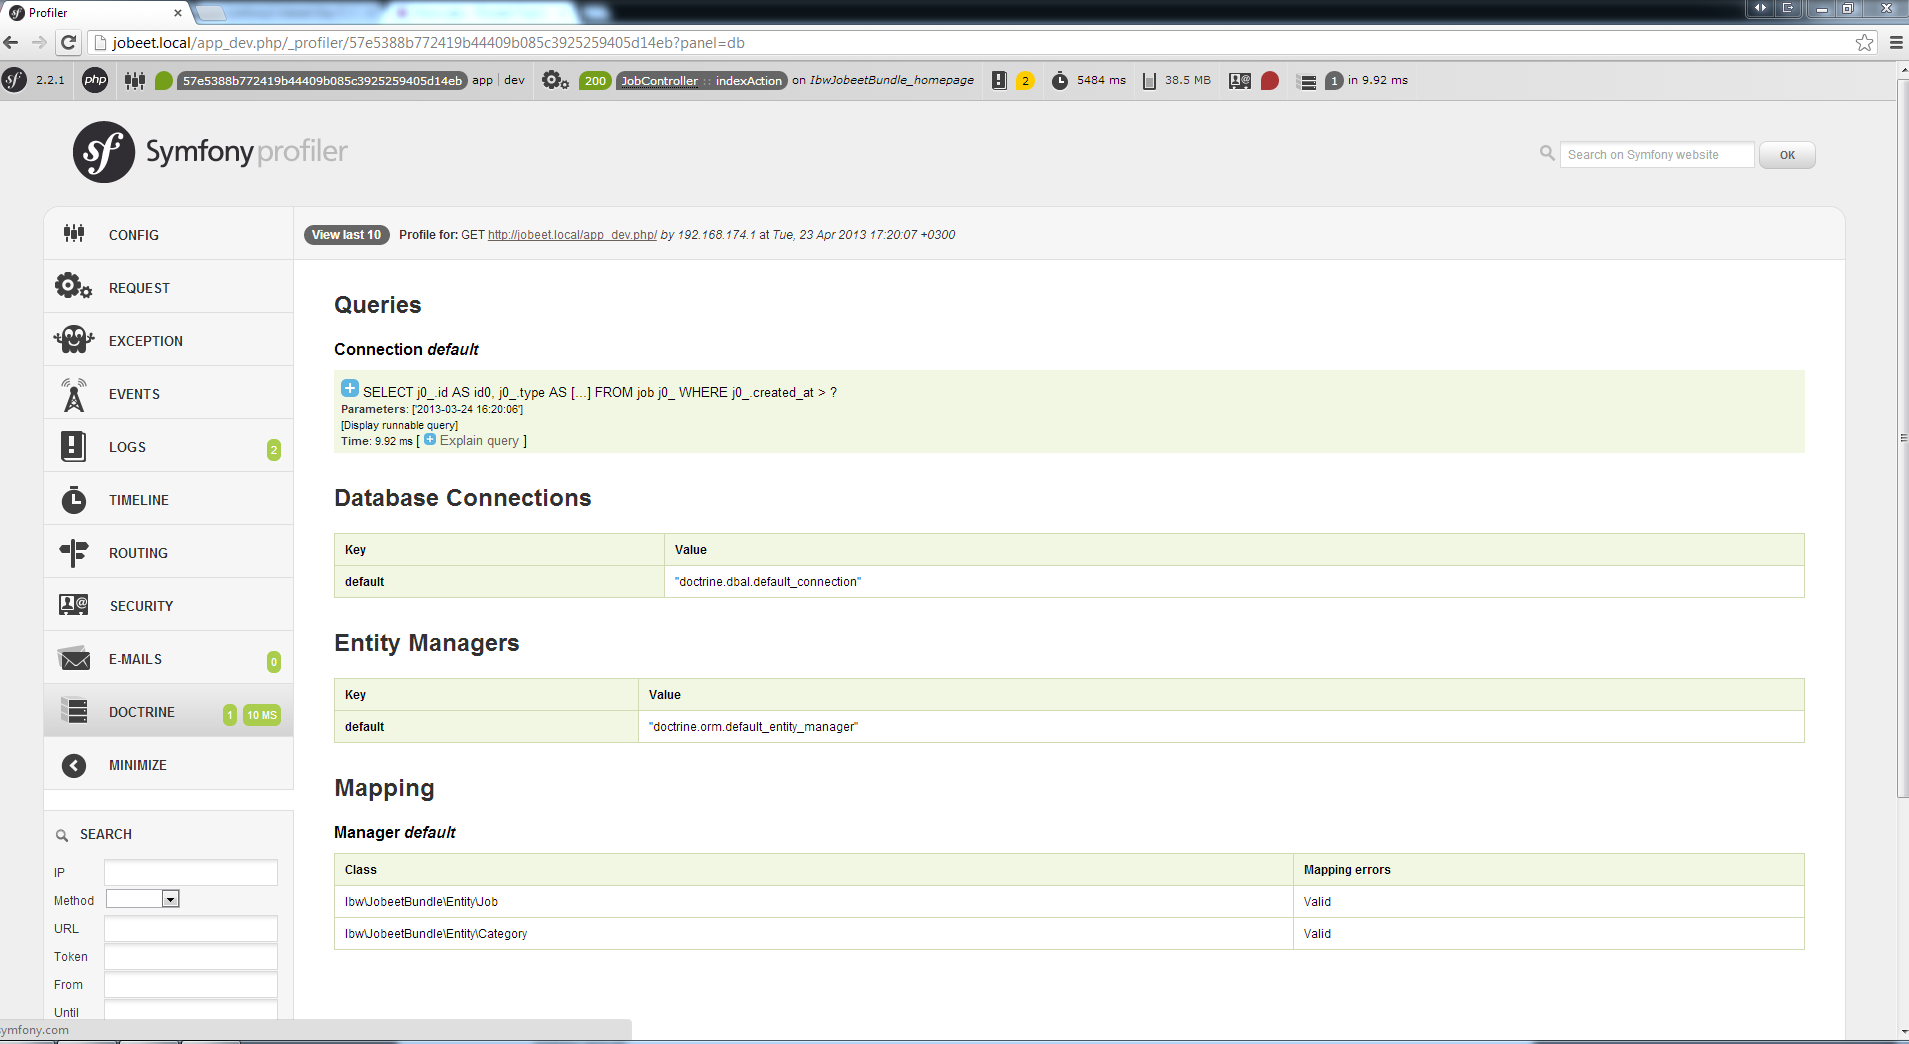 Profiler
jobeet.local/app_dev.php/_profiler/57e5388b772419b44409b085c3925259405d14eb?panel=db
2.2.1 php 57e5388b772419b44409b085c3925259405d14eb app dev 200 JobController :: indexAction on IbwJobeetBundle_homepage 2 5484 ms 38.5 MB 1 in 9.92 ms
sf Symfony profiler
Search on Symfony website OK
CONFIG
REQUEST
EXCEPTION
EVENTS
LOGS 2
TIMELINE
ROUTING
SECURITY
E-MAILS 0
DOCTRINE 1 10 MS
MINIMIZE
SEARCH
IP
Method
URL
Token
From
Until
View last 10 Profile for: GET http://jobeet.local/app_dev.php/ by 192.168.174.1 at Tue, 23 Apr 2013 17:20:07 +0300
Queries
Connection default
SELECT j0_.id AS id0, j0_.type AS [...] FROM job j0_ WHERE j0_.created_at > ?
Parameters: ['2013-03-24 16:20:06']
[Display runnable query]
Time: 9.92 ms [ Explain query ]
Database Connections
Key Value
default "doctrine.dbal.default_connection"
Entity Managers
Key Value
default "doctrine.orm.default_entity_manager"
Mapping
Manager default
Class Mapping errors
Ibw\JobeetBundle\Entity\Job Valid
Ibw\JobeetBundle\Entity\Category Valid
symfony.com